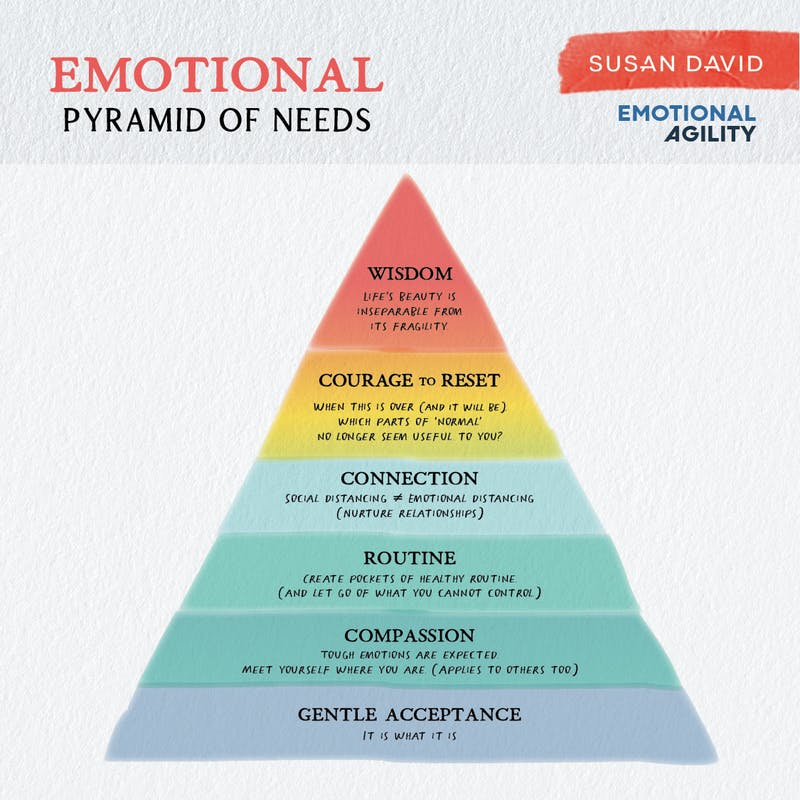 EMOTIONAL
PYRAMID OF NEEDS
SUSAN DAVID
EMOTIONAL
AGILITY
WISDOM
LIFE'S BEAUTY IS
INSEPARABLE FROM
ITS FRAGILITY.
COURAGE TO RESET
WHEN THIS IS OVER (AND IT WILL BE).
WHICH PARTS OF 'NORMAL'
NO LONGER SEEM USEFUL TO YOU?
CONNECTION
SOCIAL DISTANCING ≠ EMOTIONAL DISTANCING
(NURTURE RELATIONSHIPS)
ROUTINE
CREATE POCKETS OF HEALTHY ROUTINE.
(AND LET GO OF WHAT YOU CANNOT CONTROL.)
COMPASSION
TOUGH EMOTIONS ARE EXPECTED.
MEET YOURSELF WHERE YOU ARE. (APPLIES TO OTHERS TOO.)
GENTLE ACCEPTANCE
IT IS WHAT IT IS